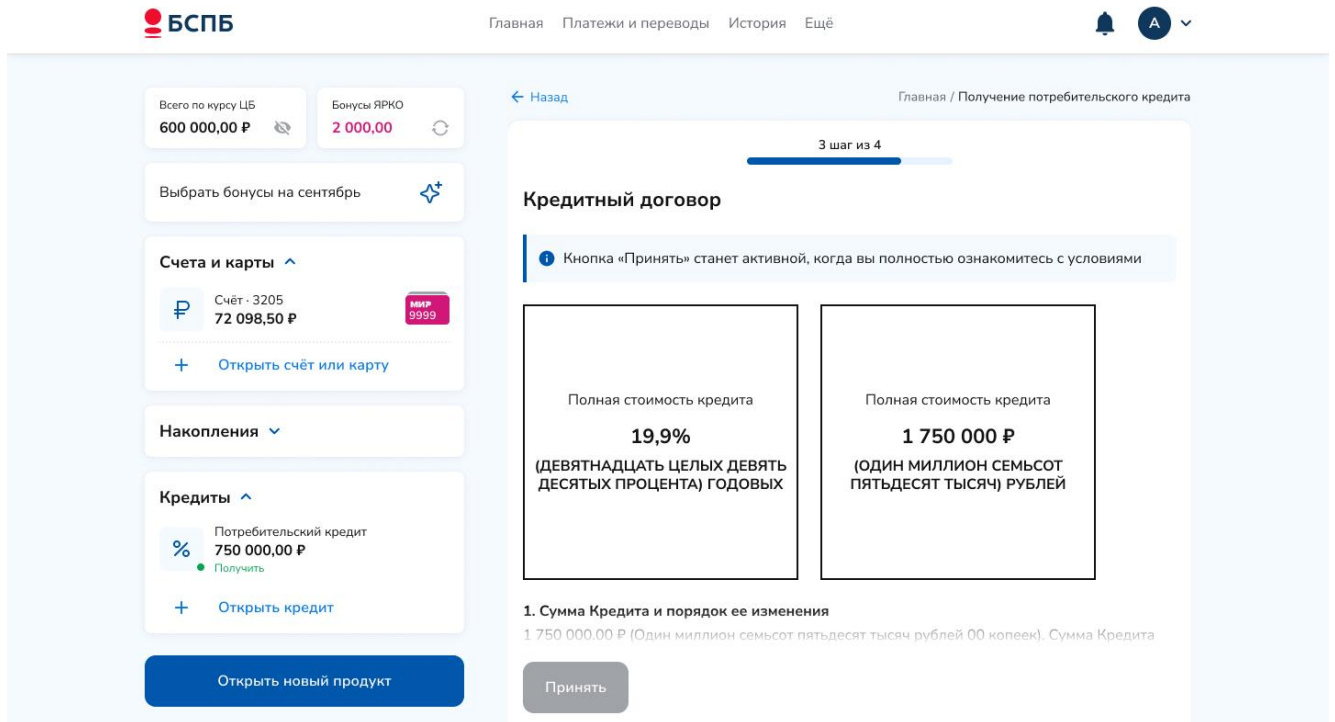 БСПБ
Главная Платежи и переводы История Ещё
А
Всего по курсу ЦБ
600 000,00 ₽
Бонусы ЯРКО
2 000,00
Выбрать бонусы на сентябрь
Счета и карты
Счёт · 3205
72 098,50 ₽
МИР
9999
+ Открыть счёт или карту
Накопления
Кредиты
%
Потребительский кредит
750 000,00 ₽
Получить
+ Открыть кредит
Открыть новый продукт
← Назад
Главная / Получение потребительского кредита
3 шаг из 4
Кредитный договор
Кнопка «Принять» станет активной, когда вы полностью ознакомитесь с условиями
Полная стоимость кредита
19,9%
(ДЕВЯТНАДЦАТЬ ЦЕЛЫХ ДЕВЯТЬ
ДЕСЯТЫХ ПРОЦЕНТА) ГОДОВЫХ
Полная стоимость кредита
1 750 000 ₽
(ОДИН МИЛЛИОН СЕМЬСОТ
ПЯТЬДЕСЯТ ТЫСЯЧ) РУБЛЕЙ
1. Сумма Кредита и порядок ее изменения
1 750 000.00 ₽ (Один миллион семьсот пятьдесят тысяч рублей 00 копеек). Сумма Кредита
Принять